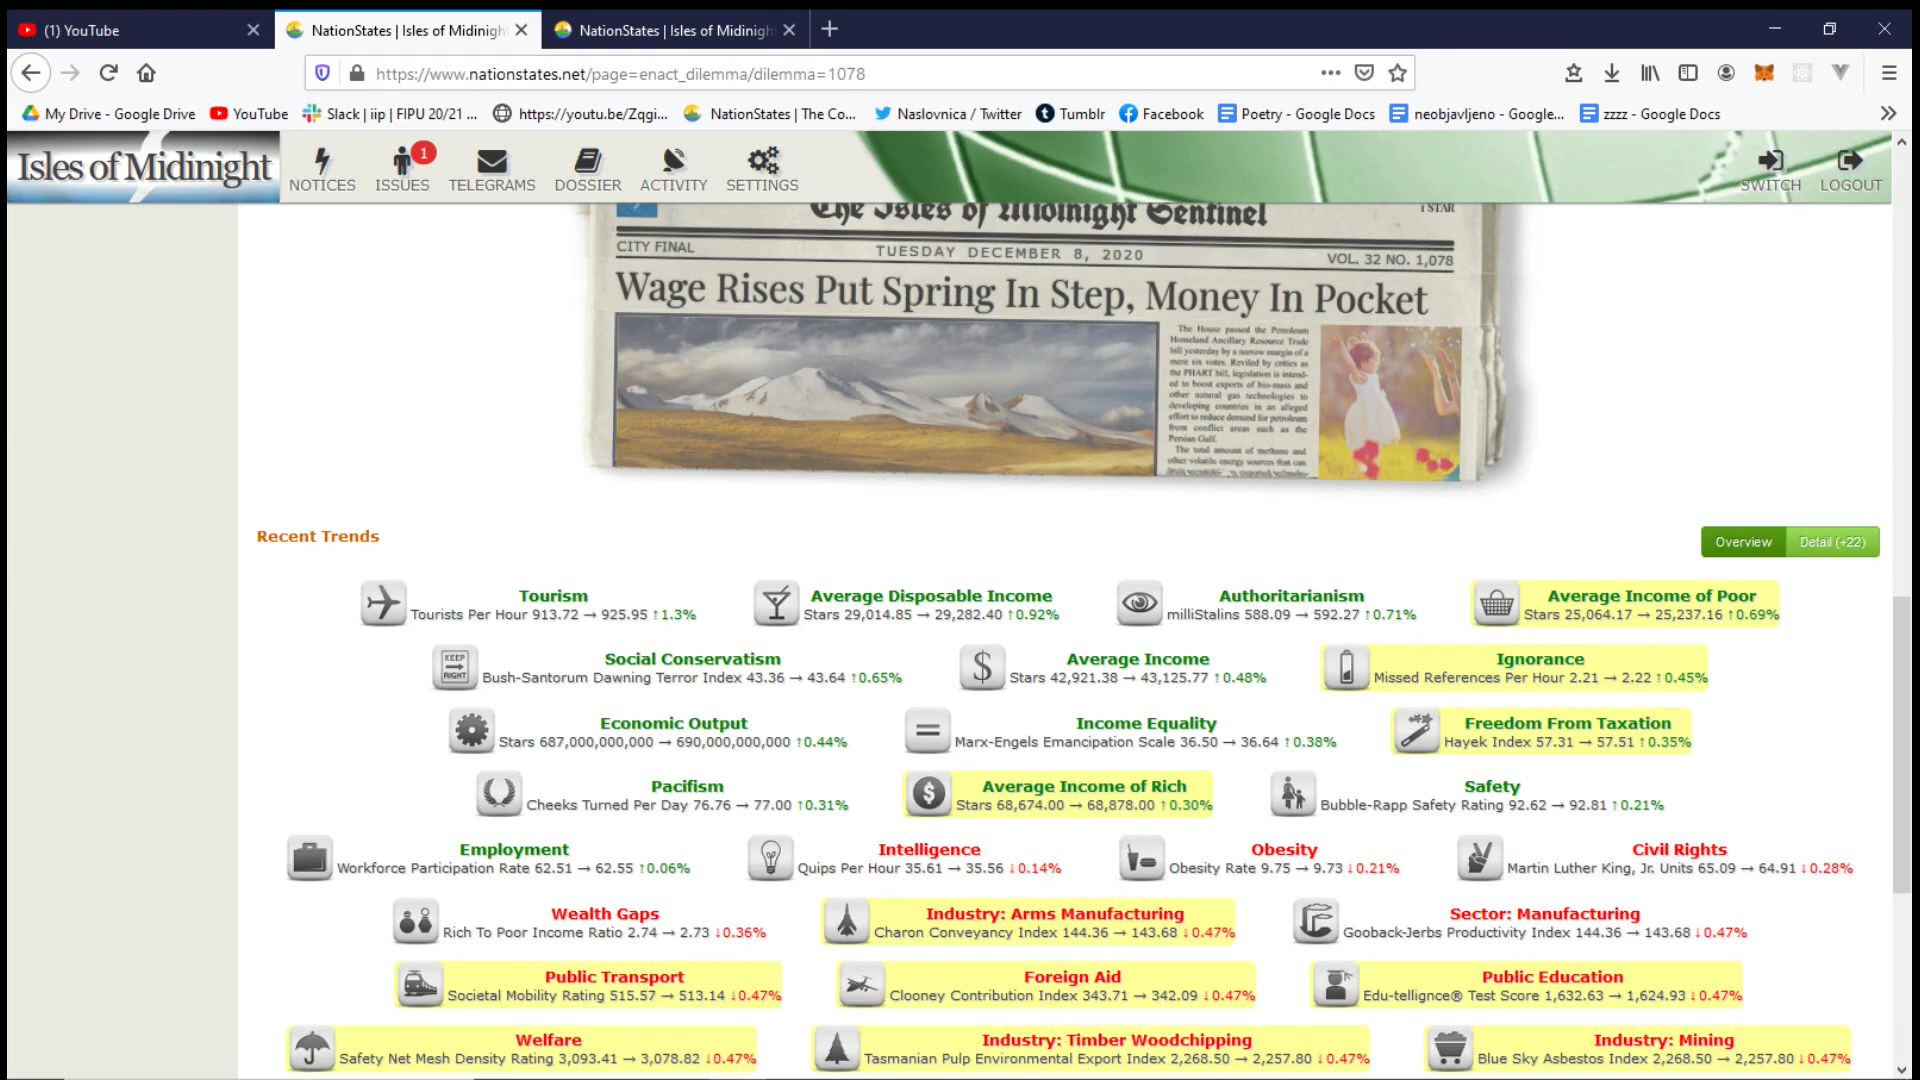 (1) YouTube
NationStates | Isles of Midinigh
NationStates | Isles of Midinigh
https://www.nationstates.net/page=enact_dilemma/dilemma=1078
My Drive - Google Drive
YouTube
Slack | iip | FIPU 20/21 ...
https://youtu.be/Zqgi...
NationStates | The Co...
Naslovnica / Twitter
Tumblr
Facebook
Poetry - Google Docs
neobjavljeno - Google...
zzzz - Google Docs
Isles of Midinight
NOTICES
ISSUES
1
TELEGRAMS
DOSSIER
ACTIVITY
SETTINGS
SWITCH
LOGOUT
The Isles of Midinight Sentinel
1 STAR
CITY FINAL
TUESDAY DECEMBER 8, 2020
VOL. 32 NO. 1,078
Wage Rises Put Spring In Step, Money In Pocket
The House passed the Petroleum
Homeland Ancillary Resource Trade
bill yesterday by a narrow margin of a
mere six votes. Reviled by critics as
the PHART bill, legislation is intend-
ed to boost exports of bio-mass and
other natural gas technologies to
developing countries in an alleged
effort to reduce demand for petroleum
from conflict areas such as the
Persian Gulf.
The total amount of methane and
other volatile energy sources that can
Recent Trends
Overview
Detail (+22)
Tourism
Tourists Per Hour 913.72 → 925.95 ↑1.3%
Average Disposable Income
Stars 29,014.85 → 29,282.40 ↑0.92%
Authoritarianism
milliStalins 588.09 → 592.27 ↑0.71%
Average Income of Poor
Stars 25,064.17 → 25,237.16 ↑0.69%
KEEP
RIGHT
Social Conservatism
Bush-Santorum Dawning Terror Index 43.36 → 43.64 ↑0.65%
Average Income
Stars 42,921.38 → 43,125.77 ↑0.48%
Ignorance
Missed References Per Hour 2.21 → 2.22 ↑0.45%
Economic Output
Stars 687,000,000,000 → 690,000,000,000 ↑0.44%
Income Equality
Marx-Engels Emancipation Scale 36.50 → 36.64 ↑0.38%
Freedom From Taxation
Hayek Index 57.31 → 57.51 ↑0.35%
Pacifism
Cheeks Turned Per Day 76.76 → 77.00 ↑0.31%
Average Income of Rich
Stars 68,674.00 → 68,878.00 ↑0.30%
Safety
Bubble-Rapp Safety Rating 92.62 → 92.81 ↑0.21%
Employment
Workforce Participation Rate 62.51 → 62.55 ↑0.06%
Intelligence
Quips Per Hour 35.61 → 35.56 ↓0.14%
Obesity
Obesity Rate 9.75 → 9.73 ↓0.21%
Civil Rights
Martin Luther King, Jr. Units 65.09 → 64.91 ↓0.28%
Wealth Gaps
Rich To Poor Income Ratio 2.74 → 2.73 ↓0.36%
Industry: Arms Manufacturing
Charon Conveyancy Index 144.36 → 143.68 ↓0.47%
Sector: Manufacturing
Gooback-Jerbs Productivity Index 144.36 → 143.68 ↓0.47%
Public Transport
Societal Mobility Rating 515.57 → 513.14 ↓0.47%
Foreign Aid
Clooney Contribution Index 343.71 → 342.09 ↓0.47%
Public Education
Edu-tellignce® Test Score 1,632.63 → 1,624.93 ↓0.47%
Welfare
Safety Net Mesh Density Rating 3,093.41 → 3,078.82 ↓0.47%
Industry: Timber Woodchipping
Tasmanian Pulp Environmental Export Index 2,268.50 → 2,257.80 ↓0.47%
Industry: Mining
Blue Sky Asbestos Index 2,268.50 → 2,257.80 ↓0.47%